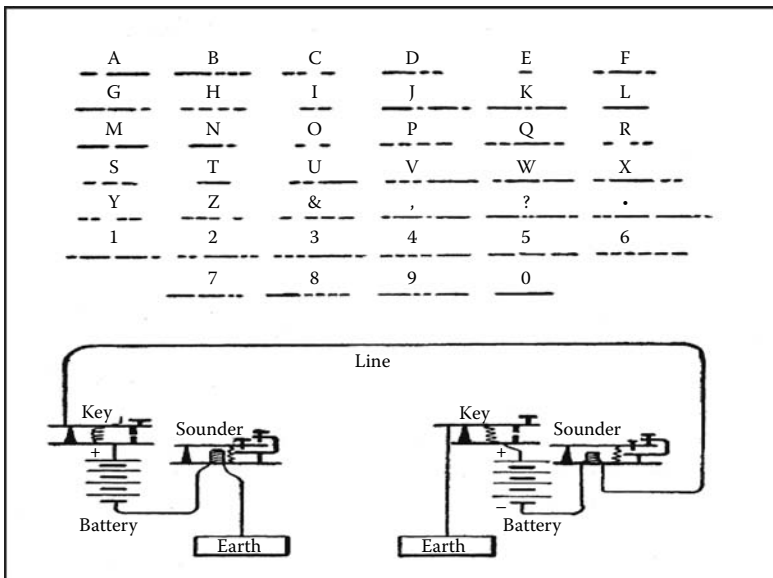 A B C D E F
G H I J K L
M N O P Q R
S T U V W X
Y Z & , ? .
1 2 3 4 5 6
7 8 9 0
Line
Key Key
Sounder Sounder
+ +
−
Battery Battery
Earth Earth